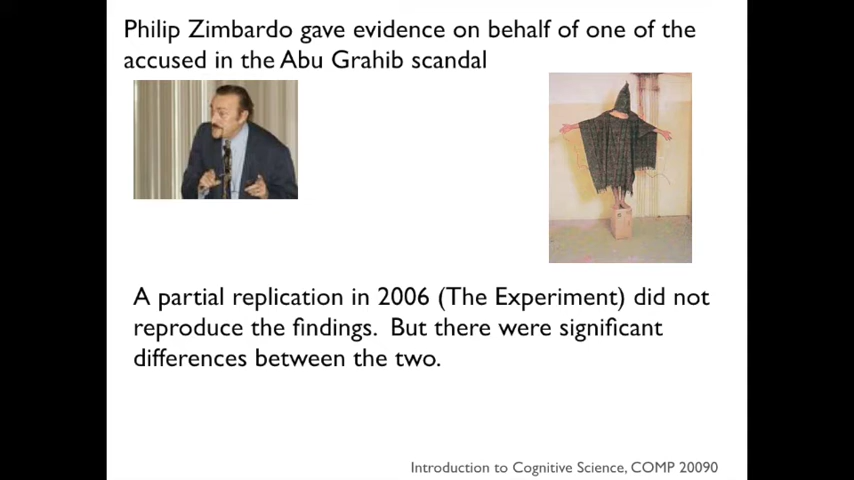 Philip Zimbardo gave evidence on behalf of one of the
accused in the Abu Grahib scandal
A partial replication in 2006 (The Experiment) did not
reproduce the findings. But there were significant
differences between the two.
Introduction to Cognitive Science, COMP 20090